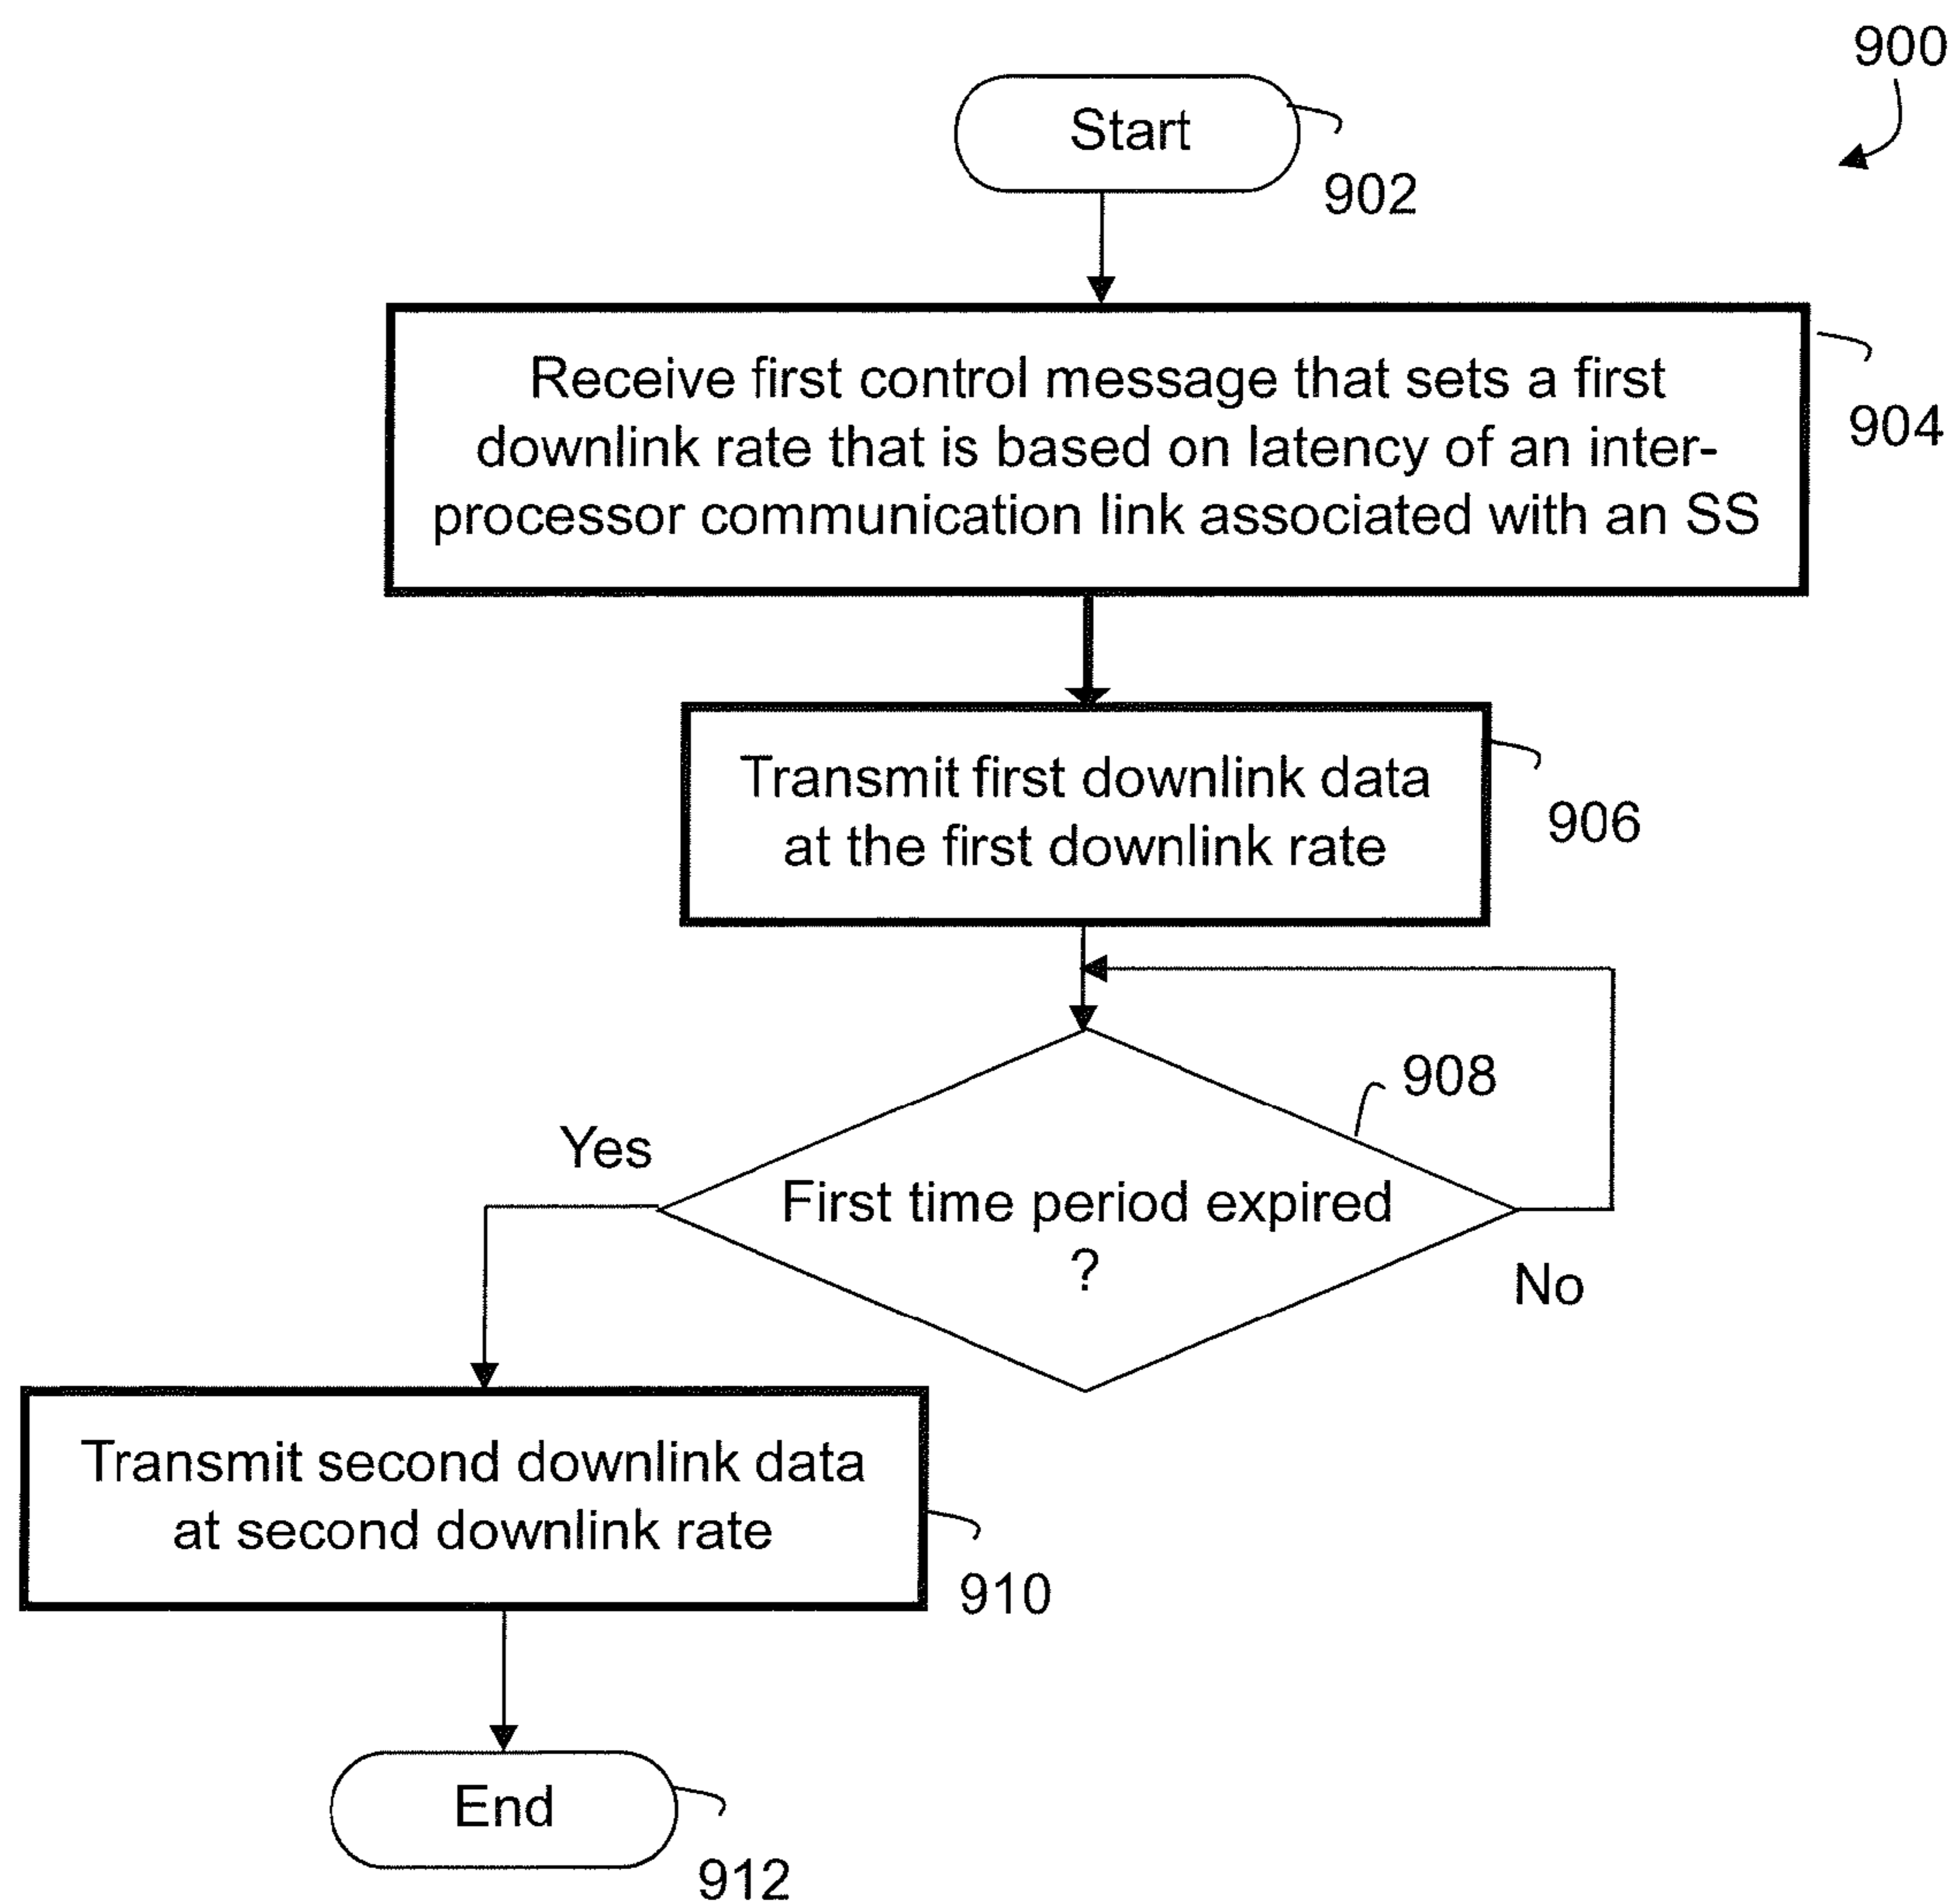 900
Start
902
Receive first control message that sets a first
downlink rate that is based on latency of an inter-
processor communication link associated with an SS
904
Transmit first downlink data
at the first downlink rate
906
908
Yes
First time period expired
?
No
Transmit second downlink data
at second downlink rate
910
End
912